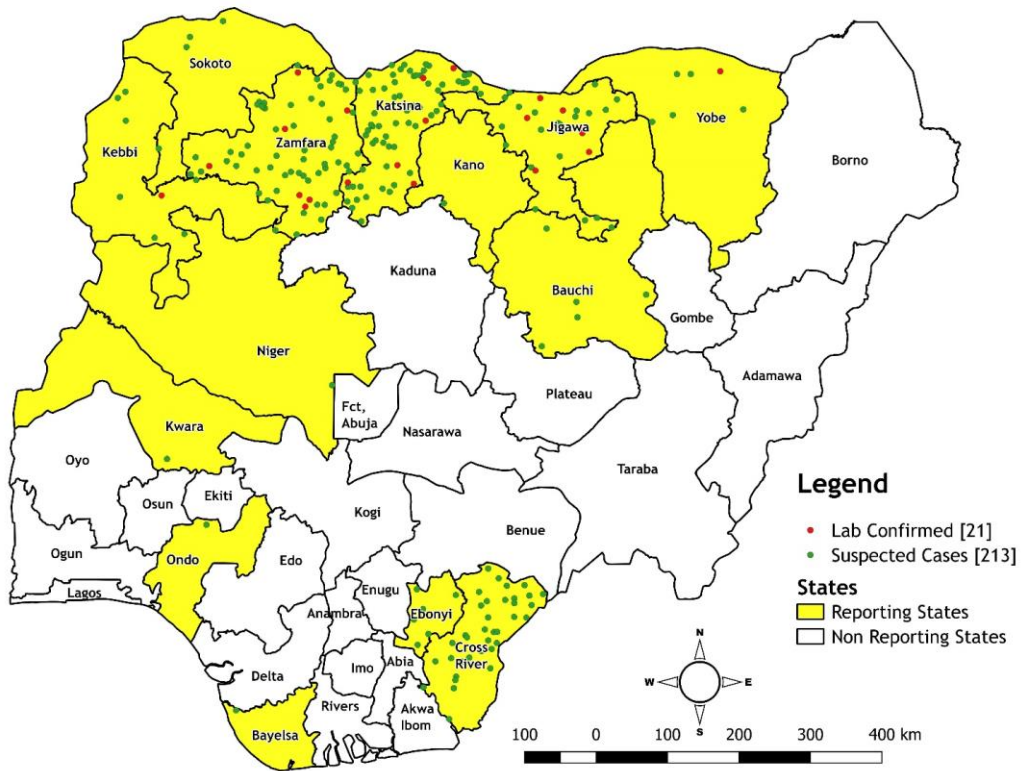 Sokoto
Katsina
Kebbi
Zamfara
Jigawa
Yobe
Kano
Borno
Kaduna
Bauchi
Gombe
Niger
Adamawa
Plateau
Fct,
Abuja
Kwara
Nasarawa
Oyo
Taraba
Osun
Ekiti
Kogi
Benue
Ogun
Ondo
Edo
Lagos
Enugu
Anambra
Ebonyi
Cross
River
Delta
Imo
Abia
Rivers
Akwa
Ibom
Bayelsa
Legend
Lab Confirmed [21]
Suspected Cases [213]
States
Reporting States
Non Reporting States
N
W
E
S
100 0 100 200 300 400 km